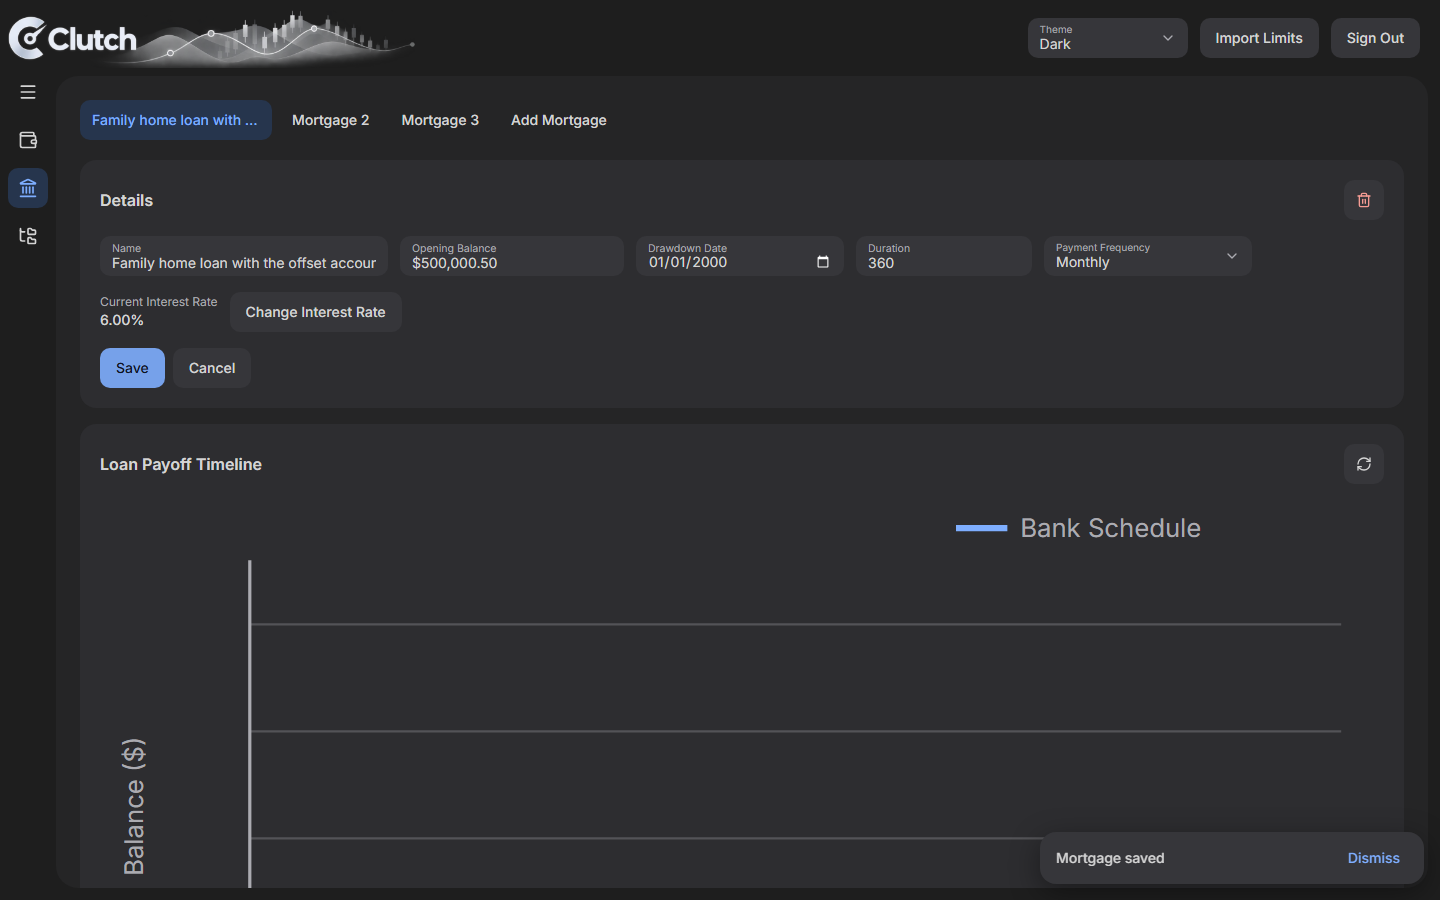 Clutch
Theme
Dark
Import Limits
Sign Out
Family home loan with ...
Mortgage 2
Mortgage 3
Add Mortgage
Details
Name
Family home loan with the offset accour
Opening Balance
$500,000.50
Drawdown Date
01/01/2000
Duration
360
Payment Frequency
Monthly
Current Interest Rate
6.00%
Change Interest Rate
Save
Cancel
Loan Payoff Timeline
Bank Schedule
Balance ($)
Mortgage saved
Dismiss